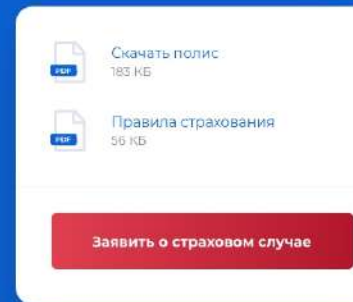 Скачать полис
PDF
183 КБ
Правила страхования
PDF
56 КБ
Заявить о страховом случае